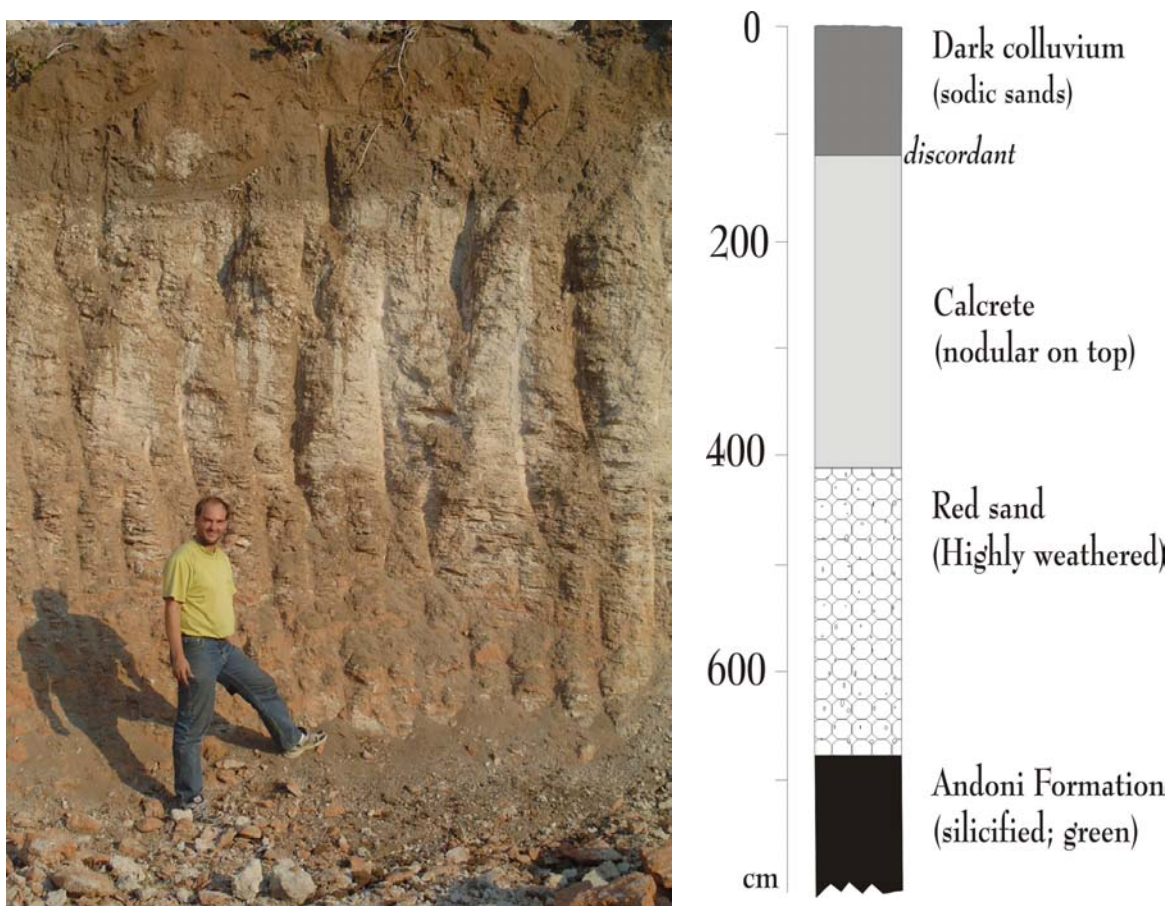 0
Dark colluvium
(sodic sands)
discordant
200
Calcrete
(nodular on top)
400
Red sand
(Highly weathered)
600
Andoni Formation
(silicified; green)
cm